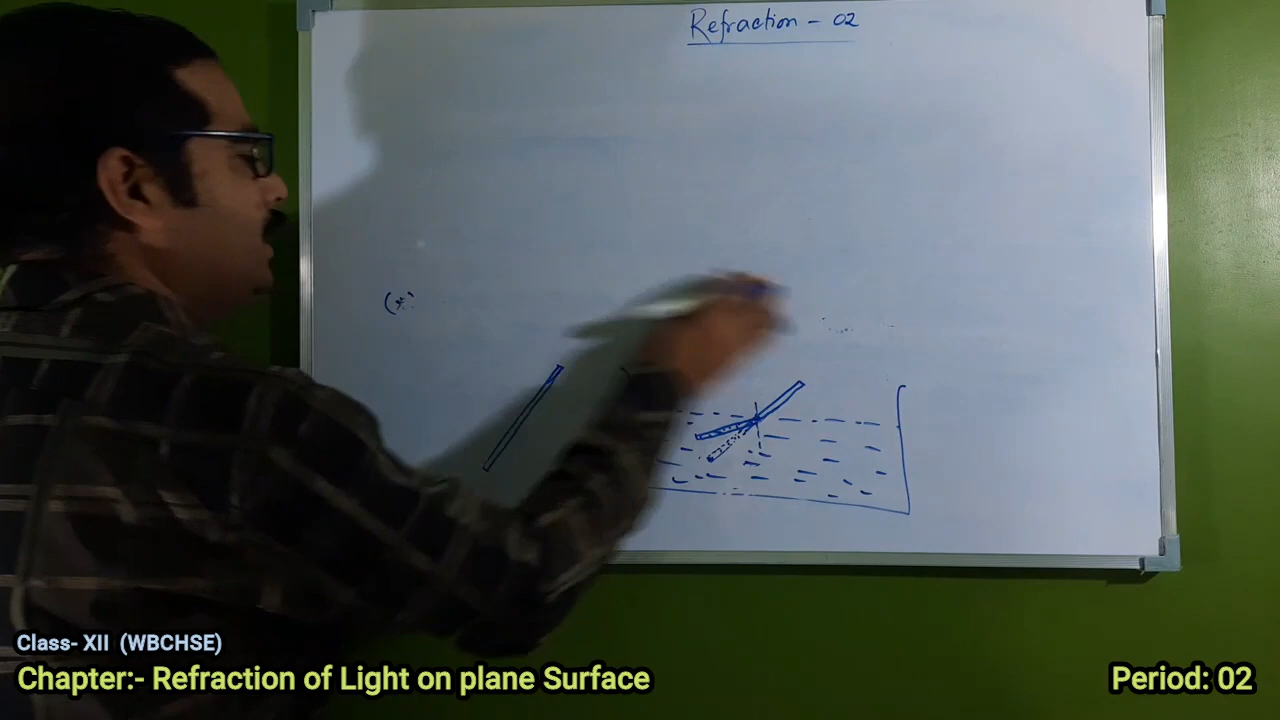 Refraction - 02
(*)
Class- XII (WBCHSE)
Chapter:- Refraction of Light on plane Surface
Period: 02